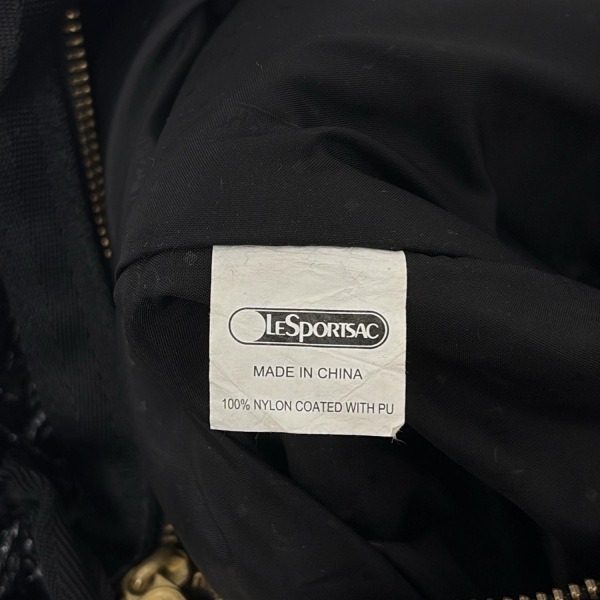 LESPORTSAC
MADE IN CHINA
100% NYLON COATED WITH PU